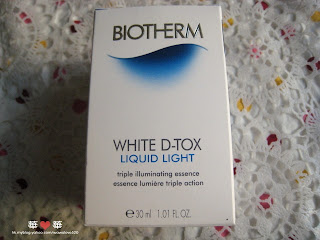 BIOTHERM
WHITE D-TOX
LIQUID LIGHT
triple illuminating essence
essence lumière triple action
℮ 30 ml 1.01 FL. OZ.